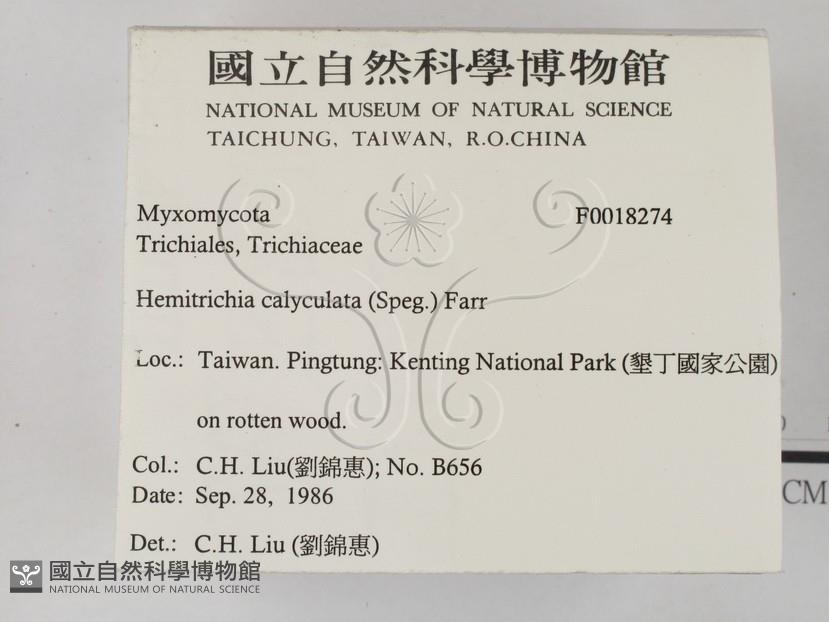 國立自然科學博物館
NATIONAL MUSEUM OF NATURAL SCIENCE
TAICHUNG, TAIWAN, R.O.CHINA
Myxomycota F0018274
Trichiales, Trichiaceae
Hemitrichia calyculata (Speg.) Farr
Loc.: Taiwan. Pingtung: Kenting National Park (墾丁國家公園)
on rotten wood.
Col.: C.H. Liu(劉錦惠); No. B656
Date: Sep. 28, 1986
Det.: C.H. Liu (劉錦惠)
CM
國立自然科學博物館
NATIONAL MUSEUM OF NATURAL SCIENCE